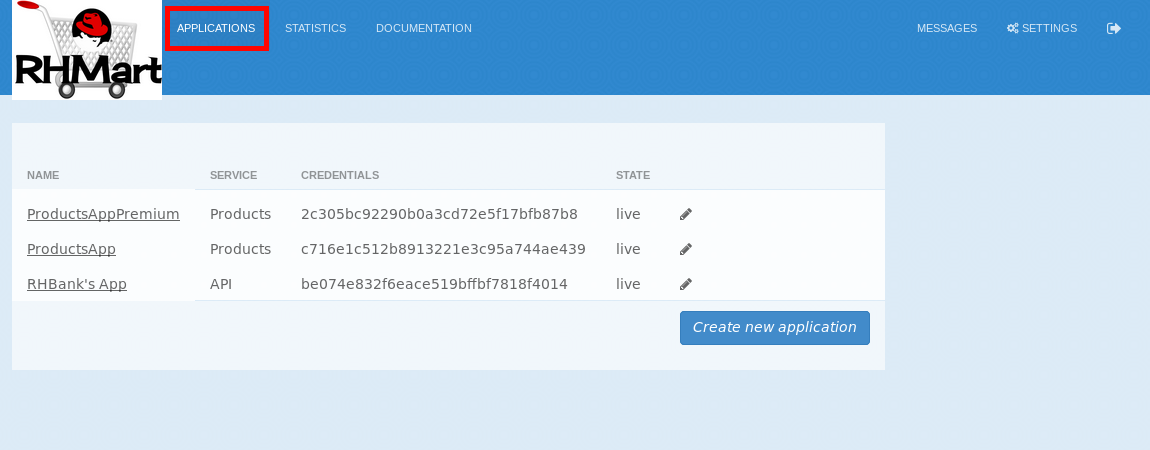 RHMart
APPLICATIONS STATISTICS DOCUMENTATION MESSAGES SETTINGS
NAME SERVICE CREDENTIALS STATE
ProductsAppPremium Products 2c305bc92290b0a3cd72e5f17bfb87b8 live
ProductsApp Products c716e1c512b8913221e3c95a744ae439 live
RHBank's App API be074e832f6eace519bffbf7818f4014 live
Create new application